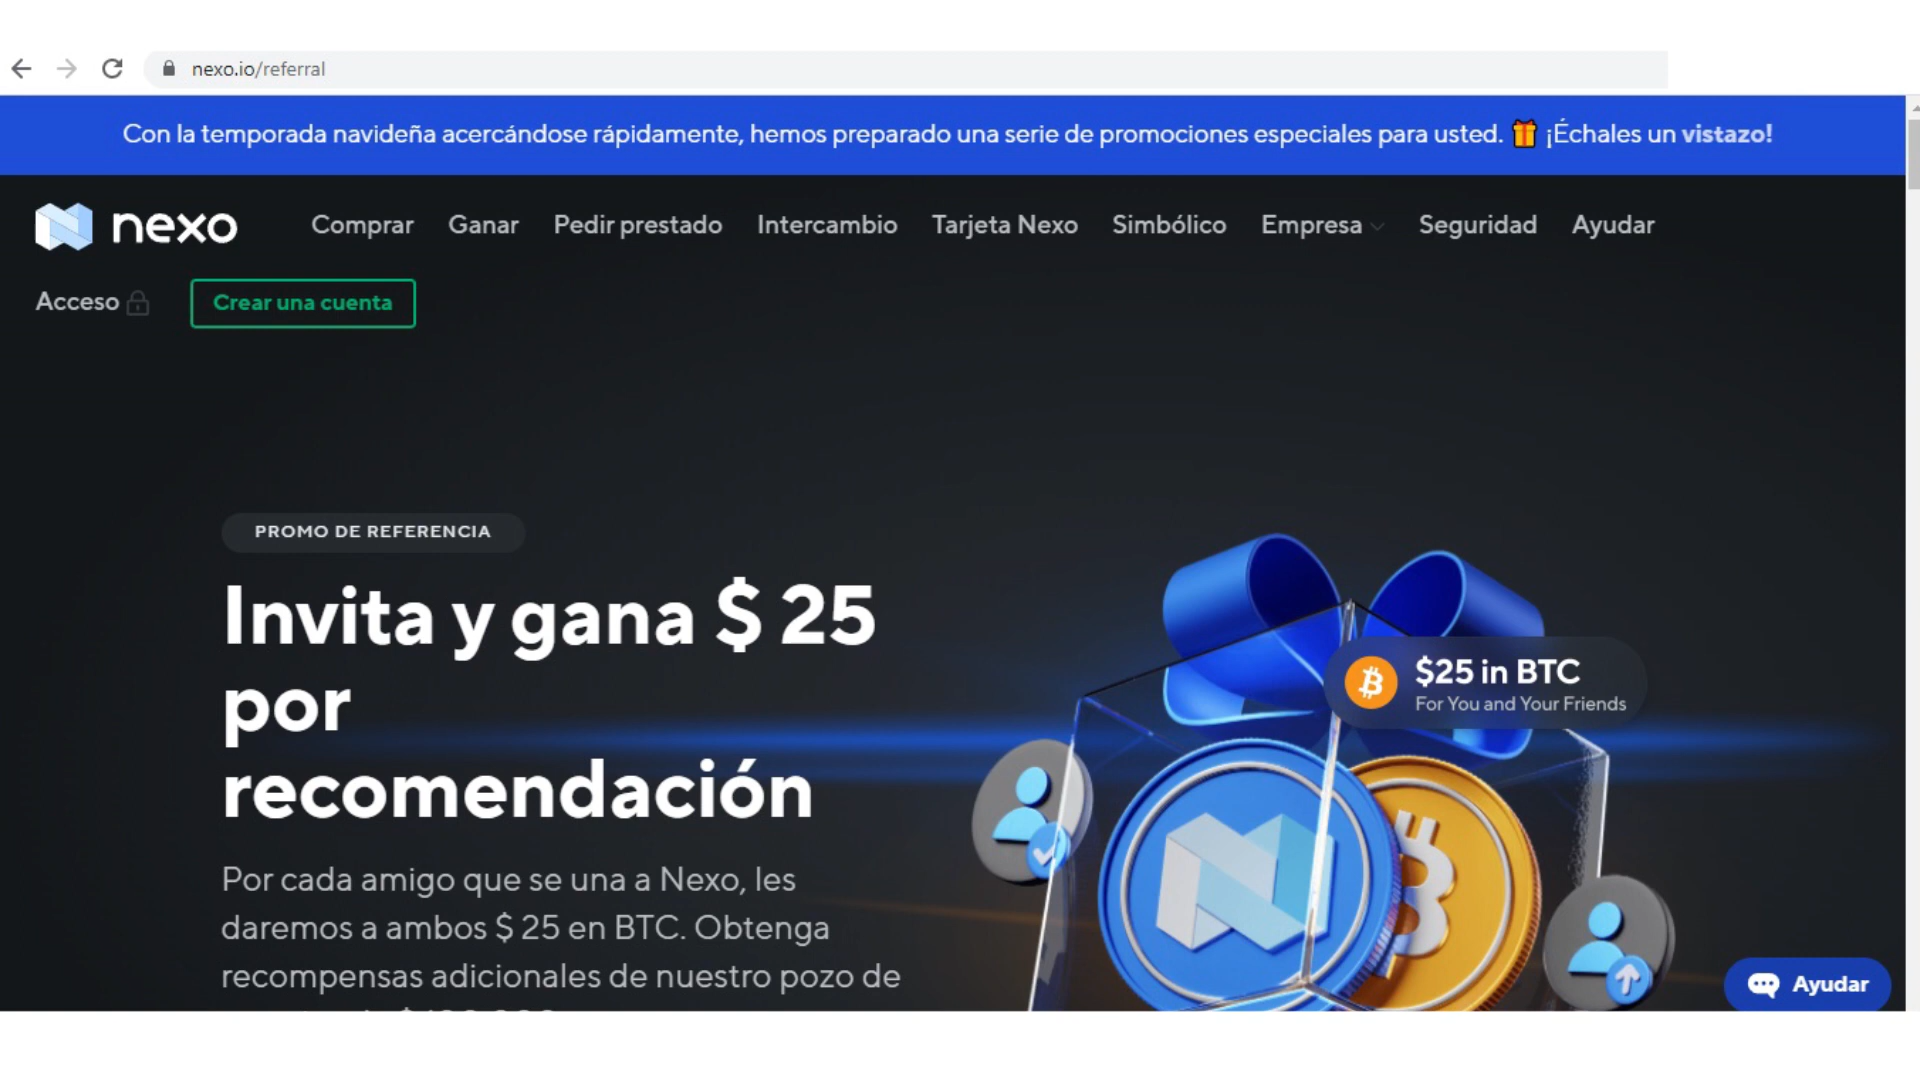 nexo.io/referral
Con la temporada navideña acercándose rápidamente, hemos preparado una serie de promociones especiales para usted. 🎁 ¡Échales un vistazo!
nexo Comprar Ganar Pedir prestado Intercambio Tarjeta Nexo Simbólico Empresa Seguridad Ayudar
Acceso Crear una cuenta
PROMO DE REFERENCIA
Invita y gana $ 25
por
recomendación
Por cada amigo que se una a Nexo, les
daremos a ambos $ 25 en BTC. Obtenga
recompensas adicionales de nuestro pozo de
$25 in BTC
For You and Your Friends
Ayudar